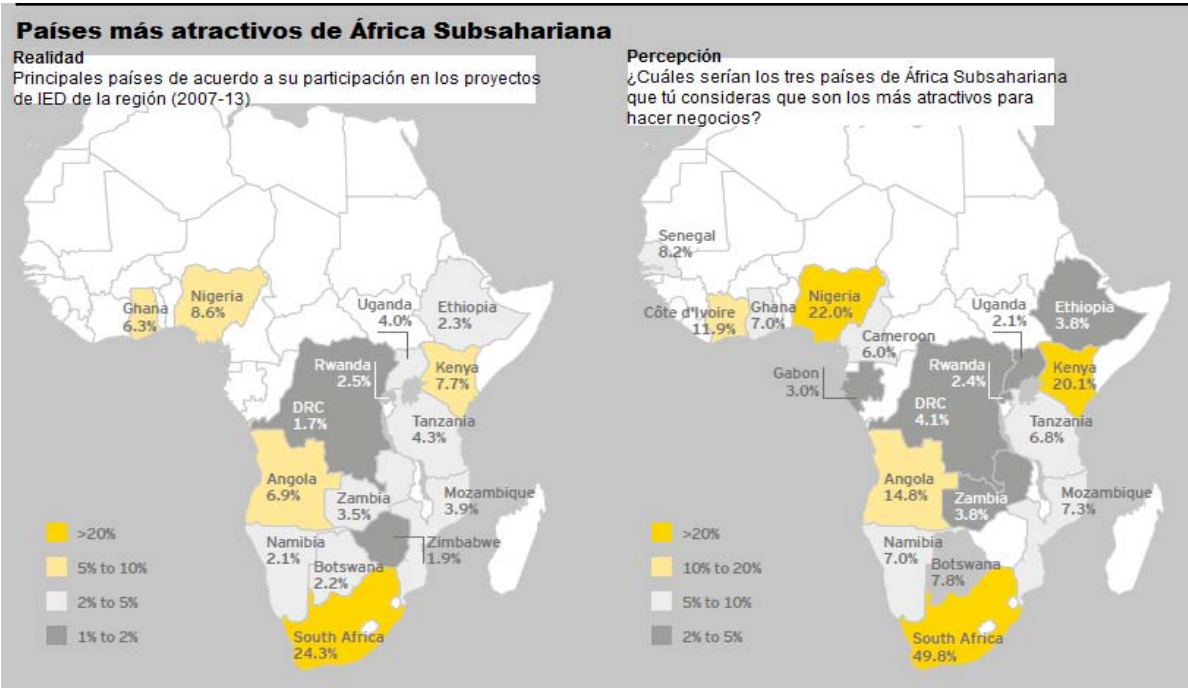 Países más atractivos de África Subsahariana
Realidad
Principales países de acuerdo a su participación en los proyectos
de IED de la región (2007-13)
Ghana
6.3%
Nigeria
8.6%
Uganda
4.0%
Ethiopia
2.3%
Rwanda
2.5%
Kenya
7.7%
DRC
1.7%
Tanzania
4.3%
Angola
6.9%
Zambia
3.5%
Mozambique
3.9%
Namibia
2.1%
Zimbabwe
1.9%
Botswana
2.2%
South Africa
24.3%
>20%
5% to 10%
2% to 5%
1% to 2%
Percepción
¿Cuáles serían los tres países de África Subsahariana
que tú consideras que son los más atractivos para
hacer negocios?
Senegal
8.2%
Côte d'Ivoire
11.9%
Ghana
7.0%
Nigeria
22.0%
Cameroon
6.0%
Uganda
2.1%
Ethiopia
3.8%
Gabon
3.0%
Rwanda
2.4%
Kenya
20.1%
DRC
4.1%
Tanzania
6.8%
Angola
14.8%
Zambia
3.8%
Mozambique
7.3%
Namibia
7.0%
Botswana
7.8%
South Africa
49.8%
>20%
10% to 20%
5% to 10%
2% to 5%